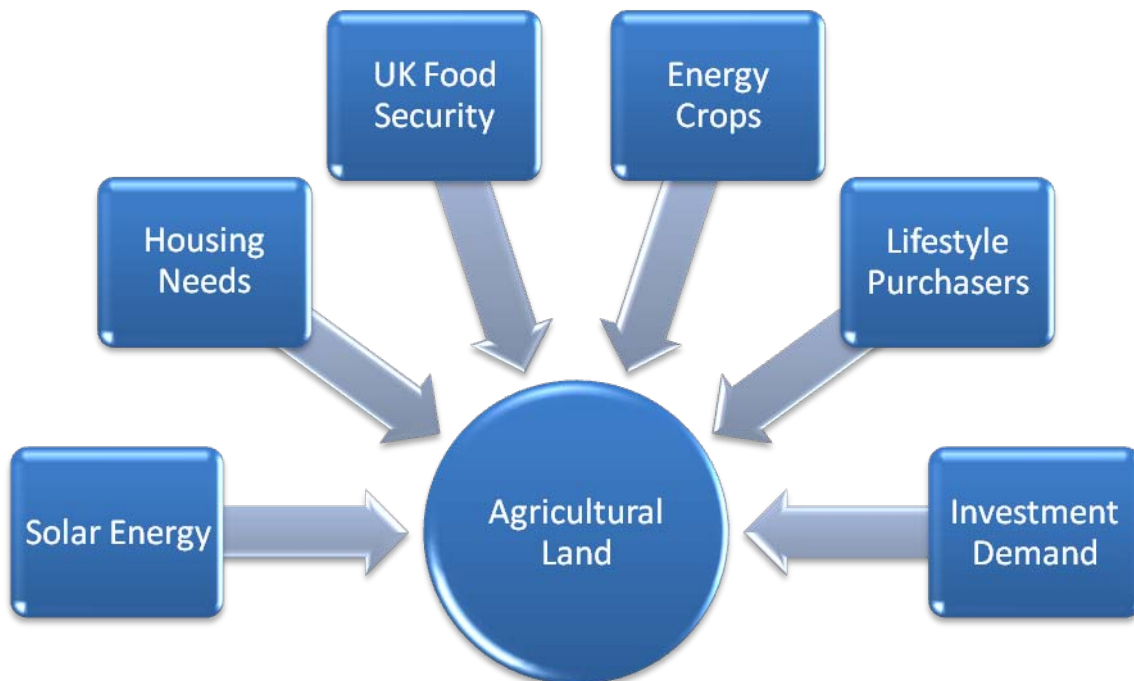 UK Food
Security
Energy
Crops
Housing
Needs
Lifestyle
Purchasers
Solar Energy
Agricultural
Land
Investment
Demand